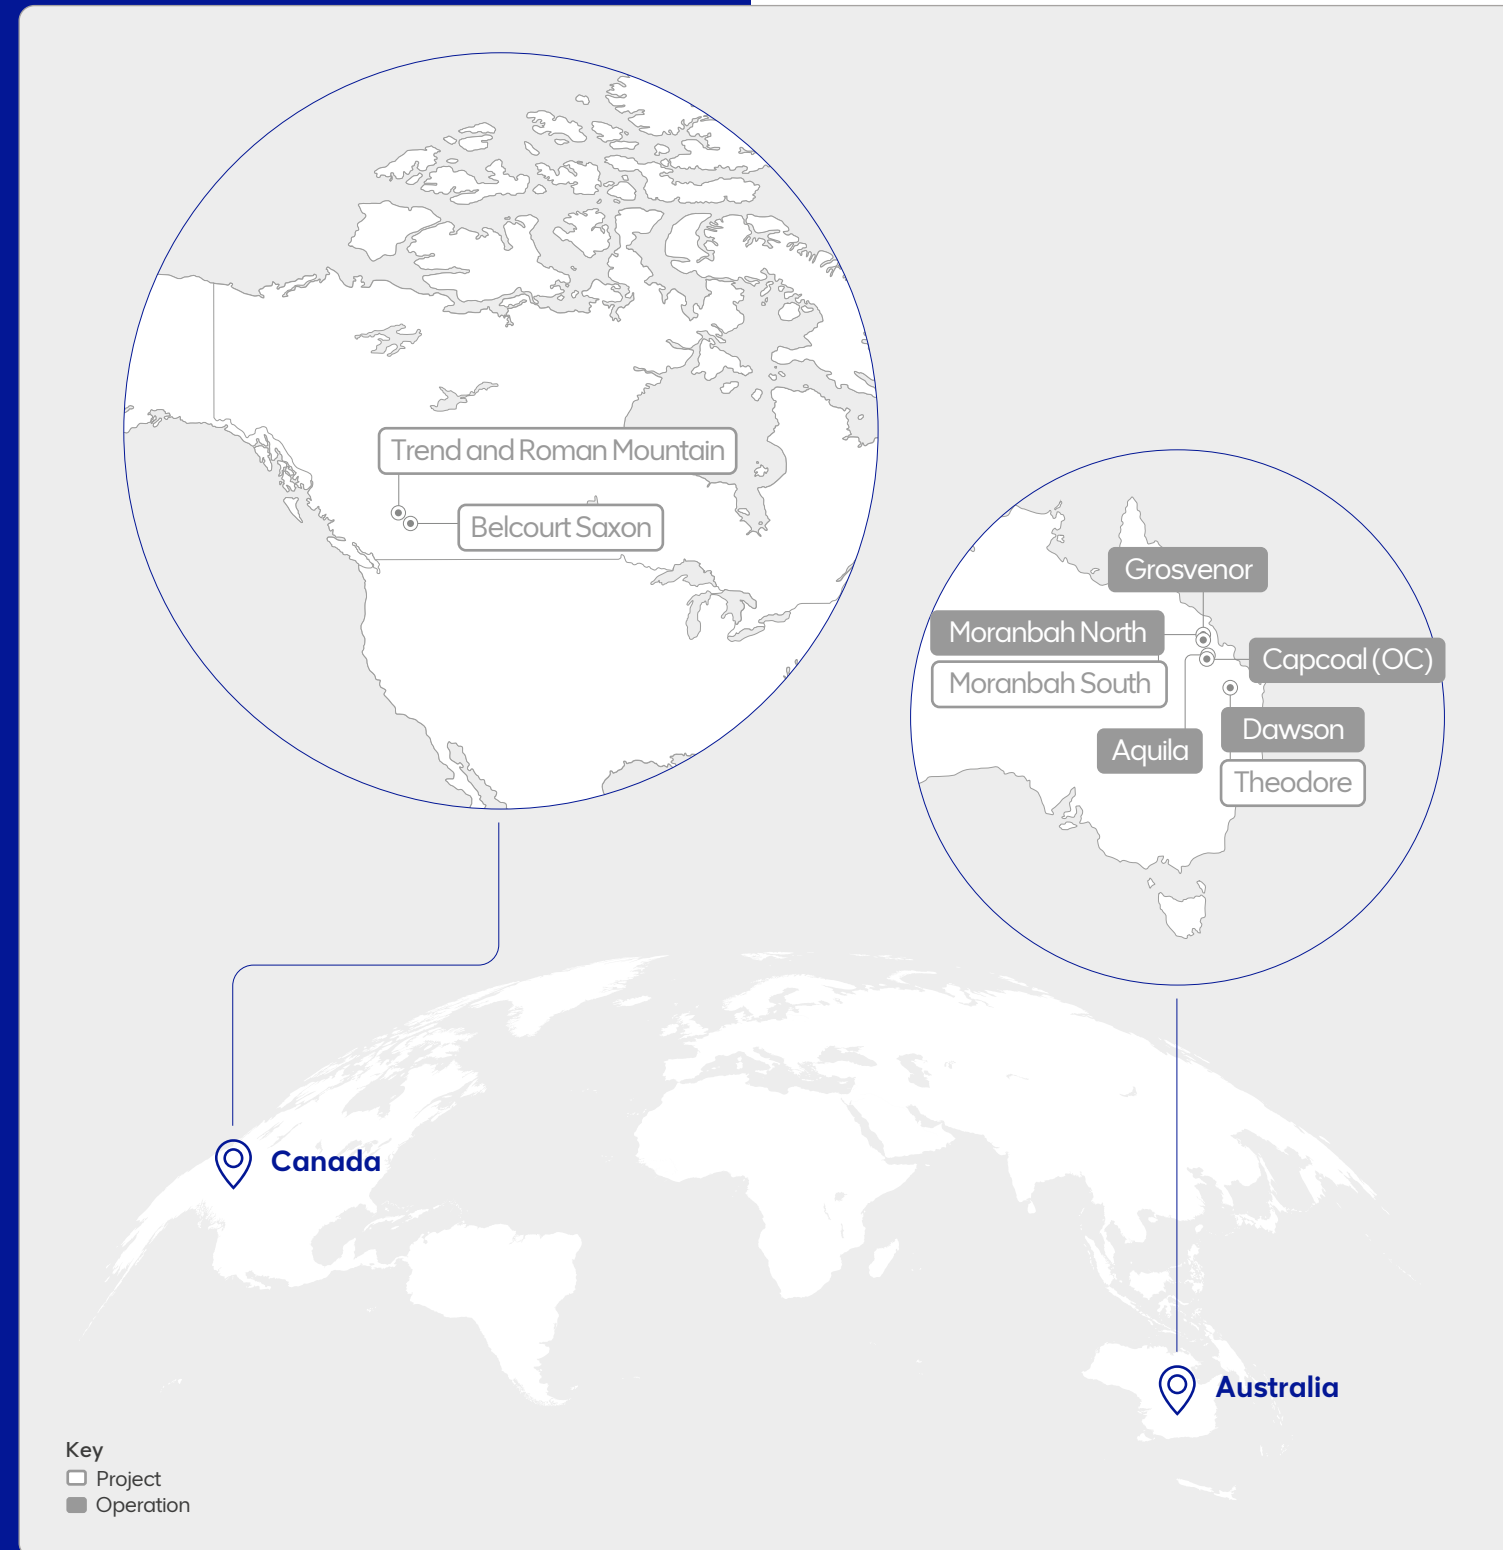 Trend and Roman Mountain
Belcourt Saxon
Grosvenor
Moranbah North
Capcoal (OC)
Moranbah South
Dawson
Aquila
Theodore
Canada
Australia
Key
Project
Operation